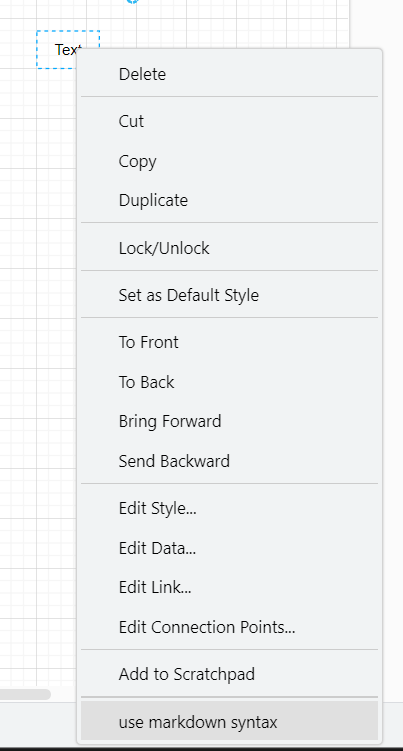 Text
Delete
Cut
Copy
Duplicate
Lock/Unlock
Set as Default Style
To Front
To Back
Bring Forward
Send Backward
Edit Style...
Edit Data...
Edit Link...
Edit Connection Points...
Add to Scratchpad
use markdown syntax